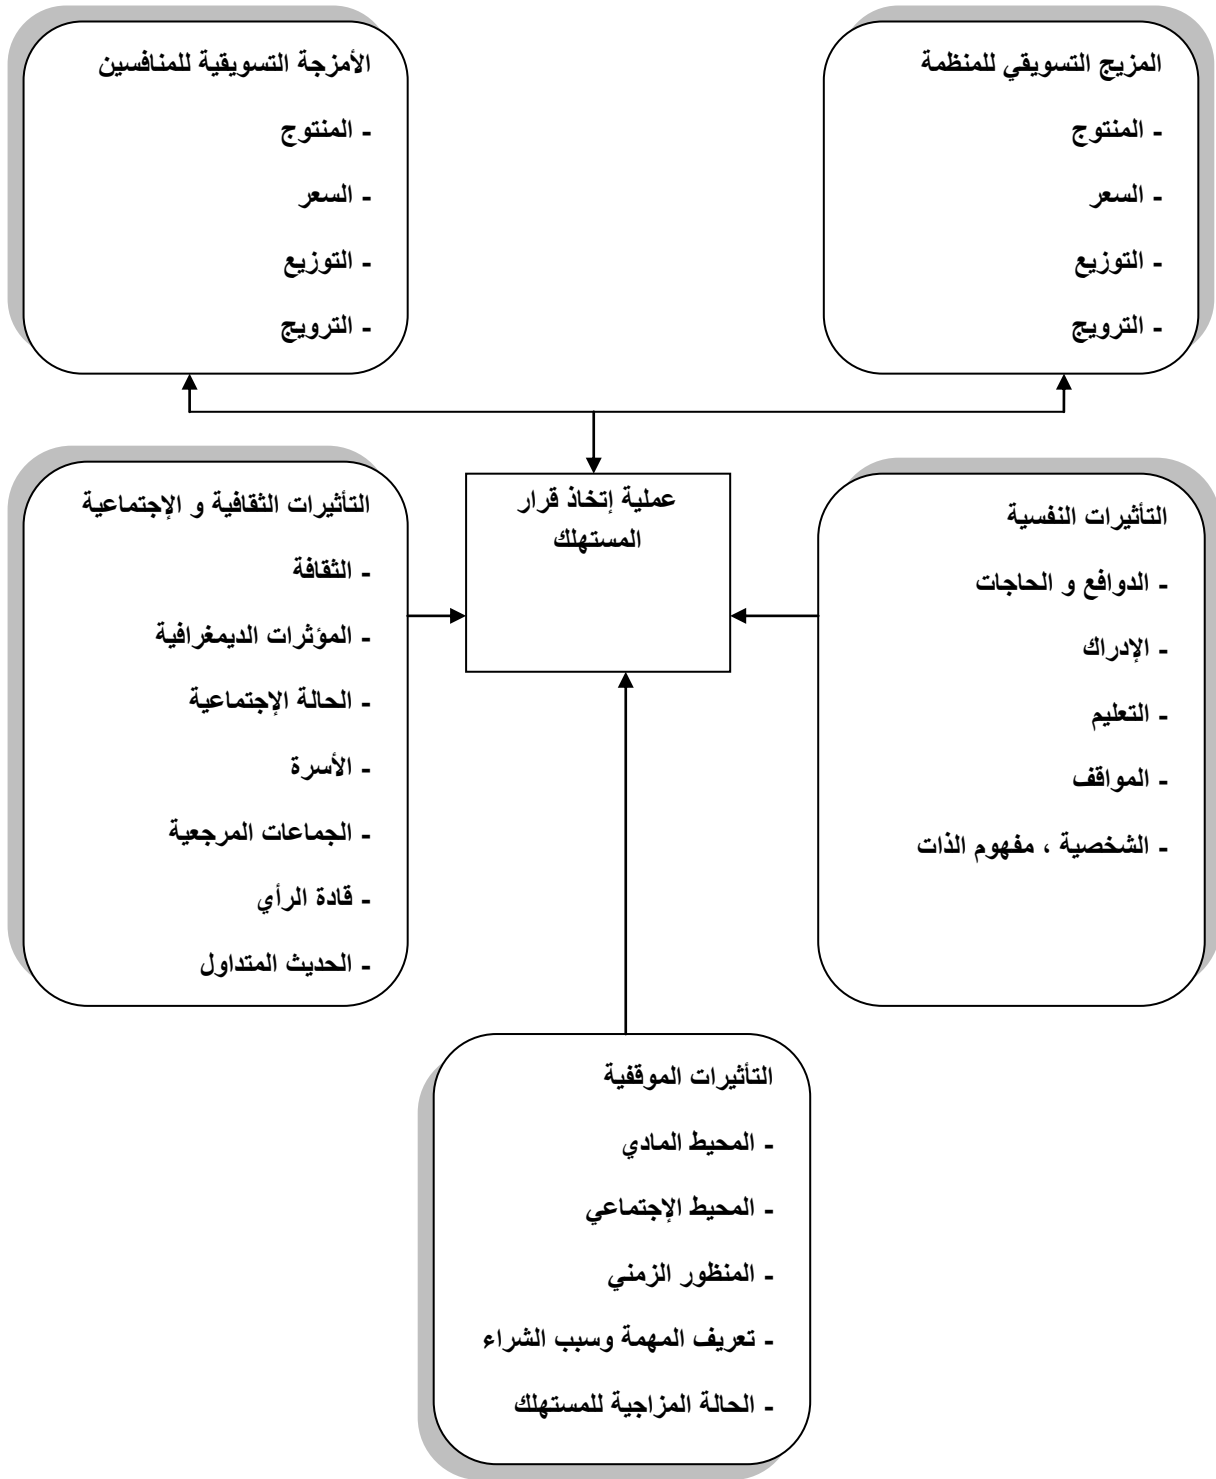 المزيج التسويقي للمنظمة
- المنتوج
- السعر
- التوزيع
- الترويج
الأمزجة التسويقية للمنافسين
- المنتوج
- السعر
- التوزيع
- الترويج
التأثيرات النفسية
- الدوافع و الحاجات
- الإدراك
- التعليم
- المواقف
- الشخصية ، مفهوم الذات
عملية إتخاذ قرار
المستهلك
التأثيرات الثقافية و الإجتماعية
- الثقافة
- المؤثرات الديمغرافية
- الحالة الإجتماعية
- الأسرة
- الجماعات المرجعية
- قادة الرأي
- الحديث المتداول
التأثيرات الموقفية
- المحيط المادي
- المحيط الإجتماعي
- المنظور الزمني
- تعريف المهمة وسبب الشراء
- الحالة المزاجية للمستهلك